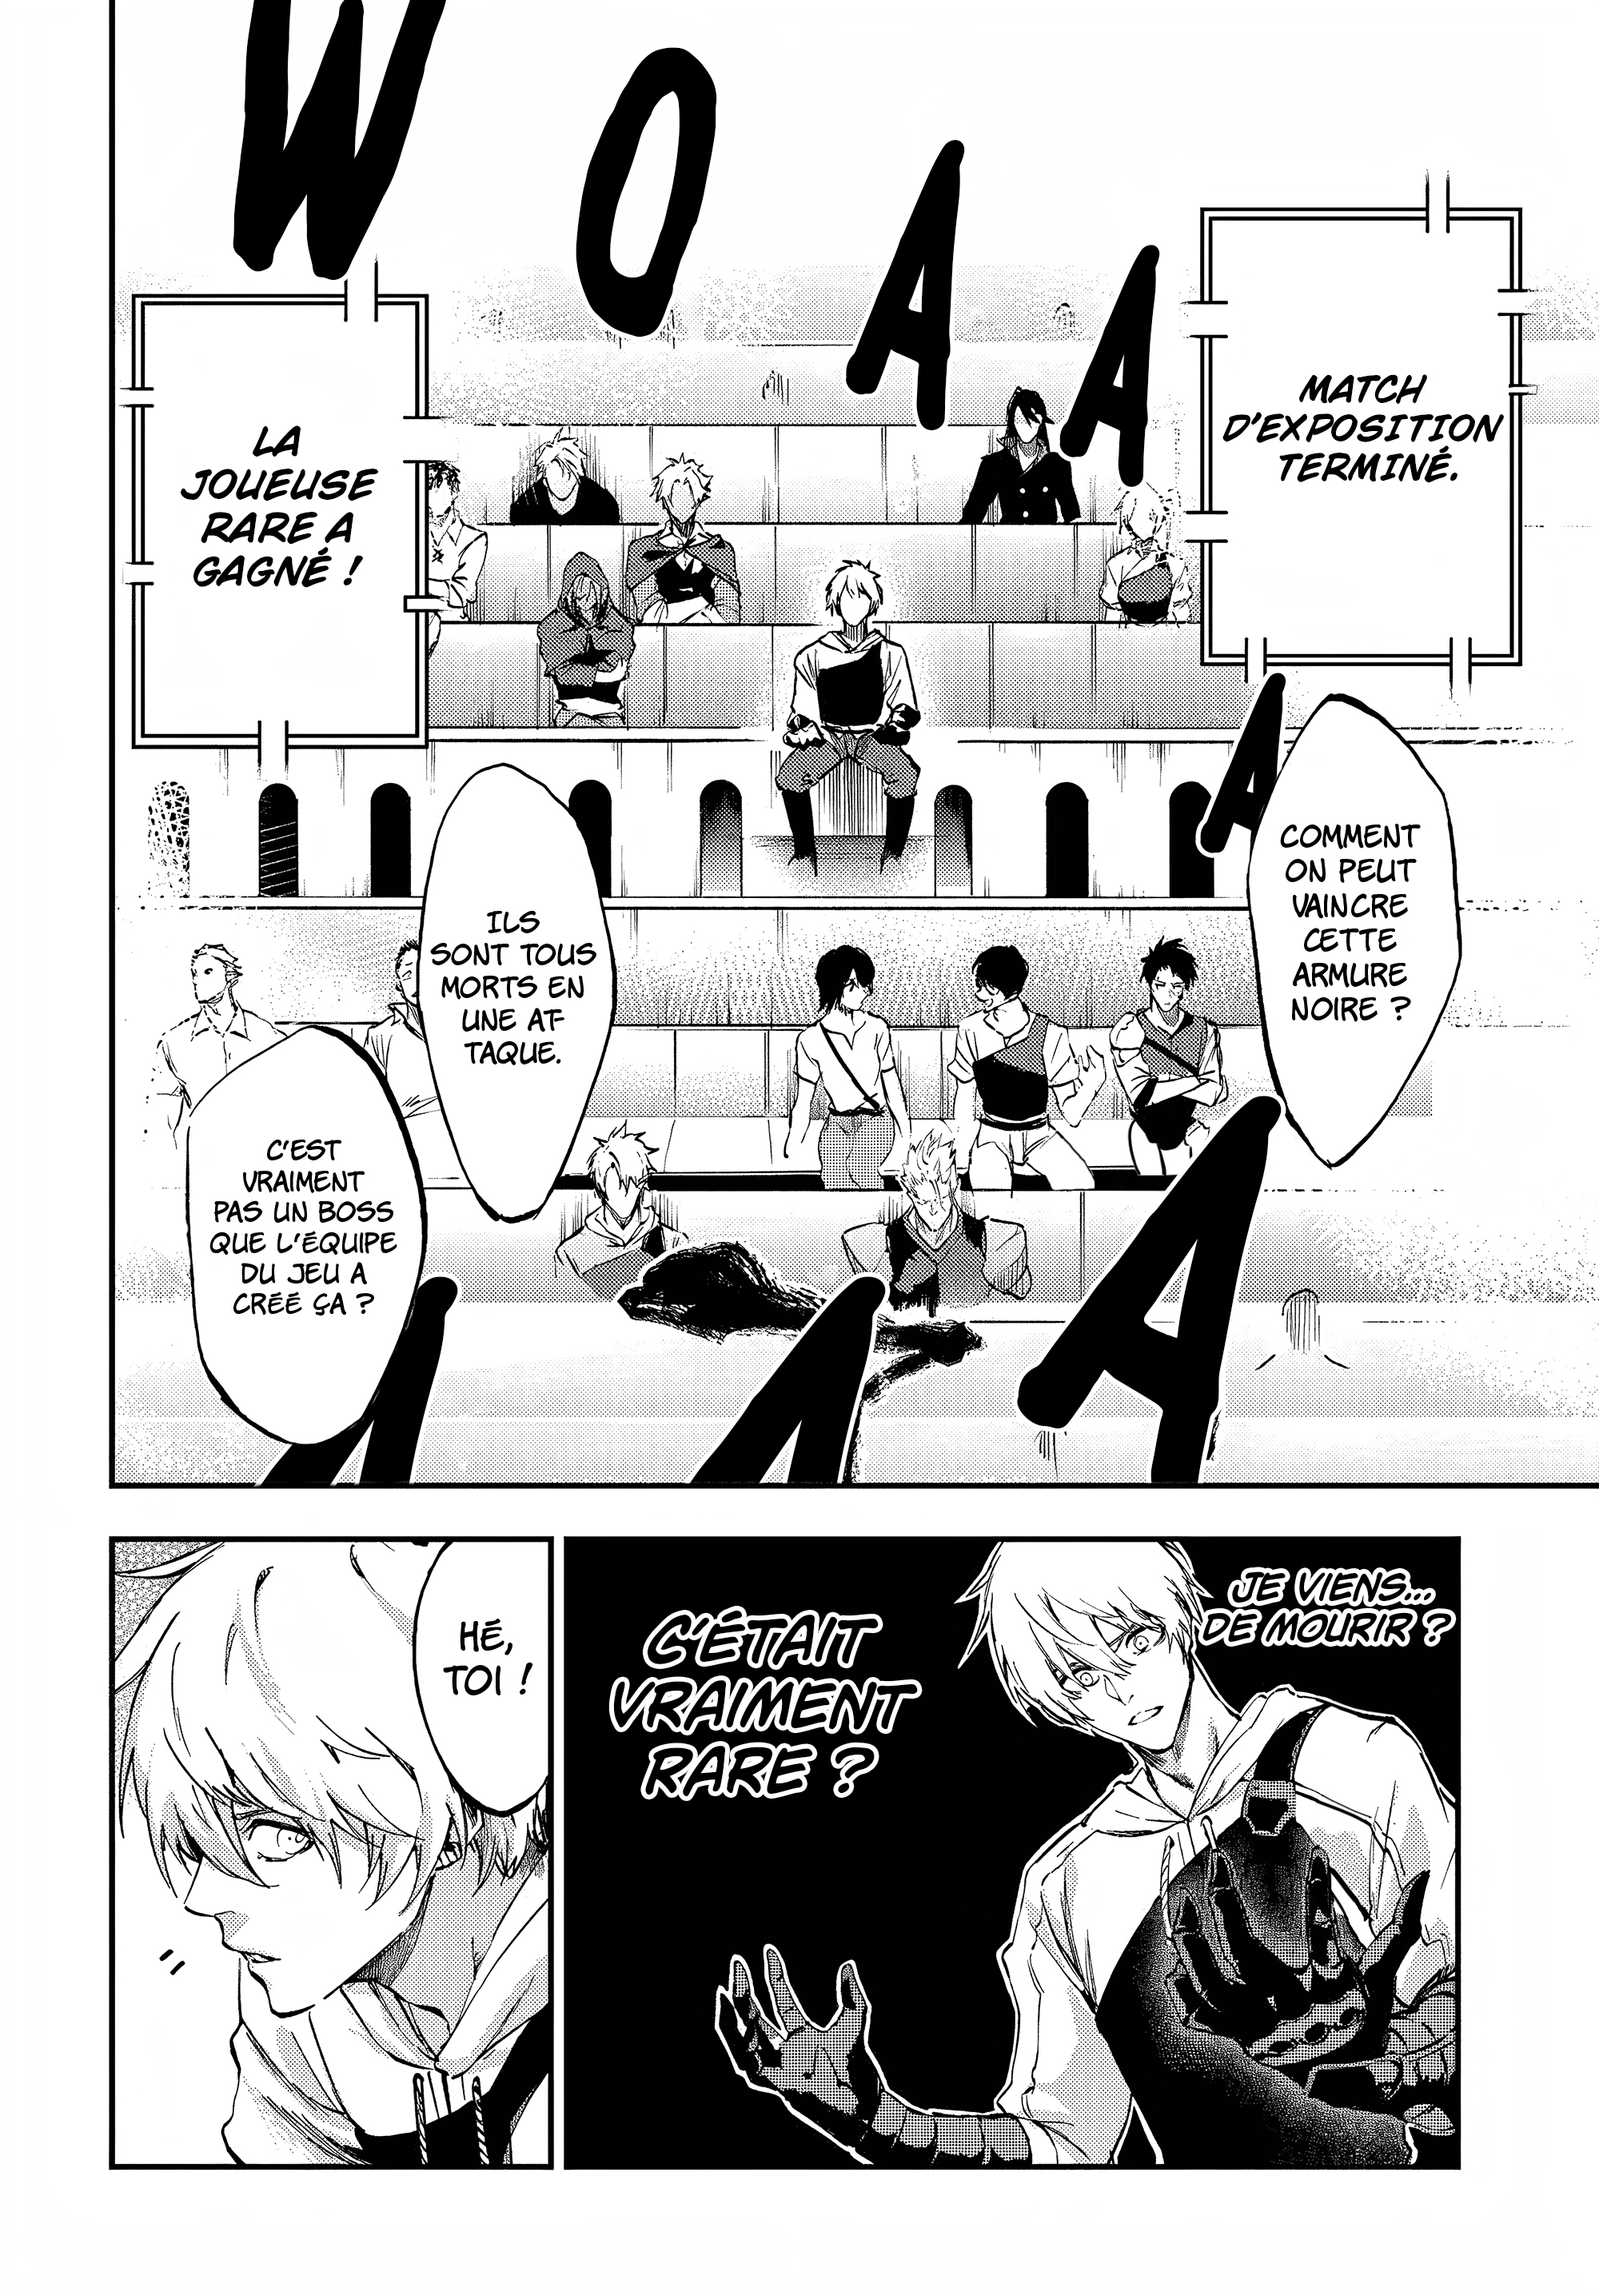 WOAA
MATCH
D'EXPOSITION
TERMINÉ.
LA
JOUEUSE
RARE A
GAGNÉ !
A
COMMENT
ON PEUT
VAINCRE
CETTE
ARMURE
NOIRE ?
ILS
SONT TOUS
MORTS EN
UNE AT
TAQUE.
C'EST
VRAIMENT
PAS UN BOSS
QUE L'ÉQUIPE
DU JEU A
CRÉÉ ÇA ?
A
A
A
JE VIENS...
DE MOURIR ?
C'ÉTAIT
VRAIMENT
RARE ?
HÉ,
TOI !